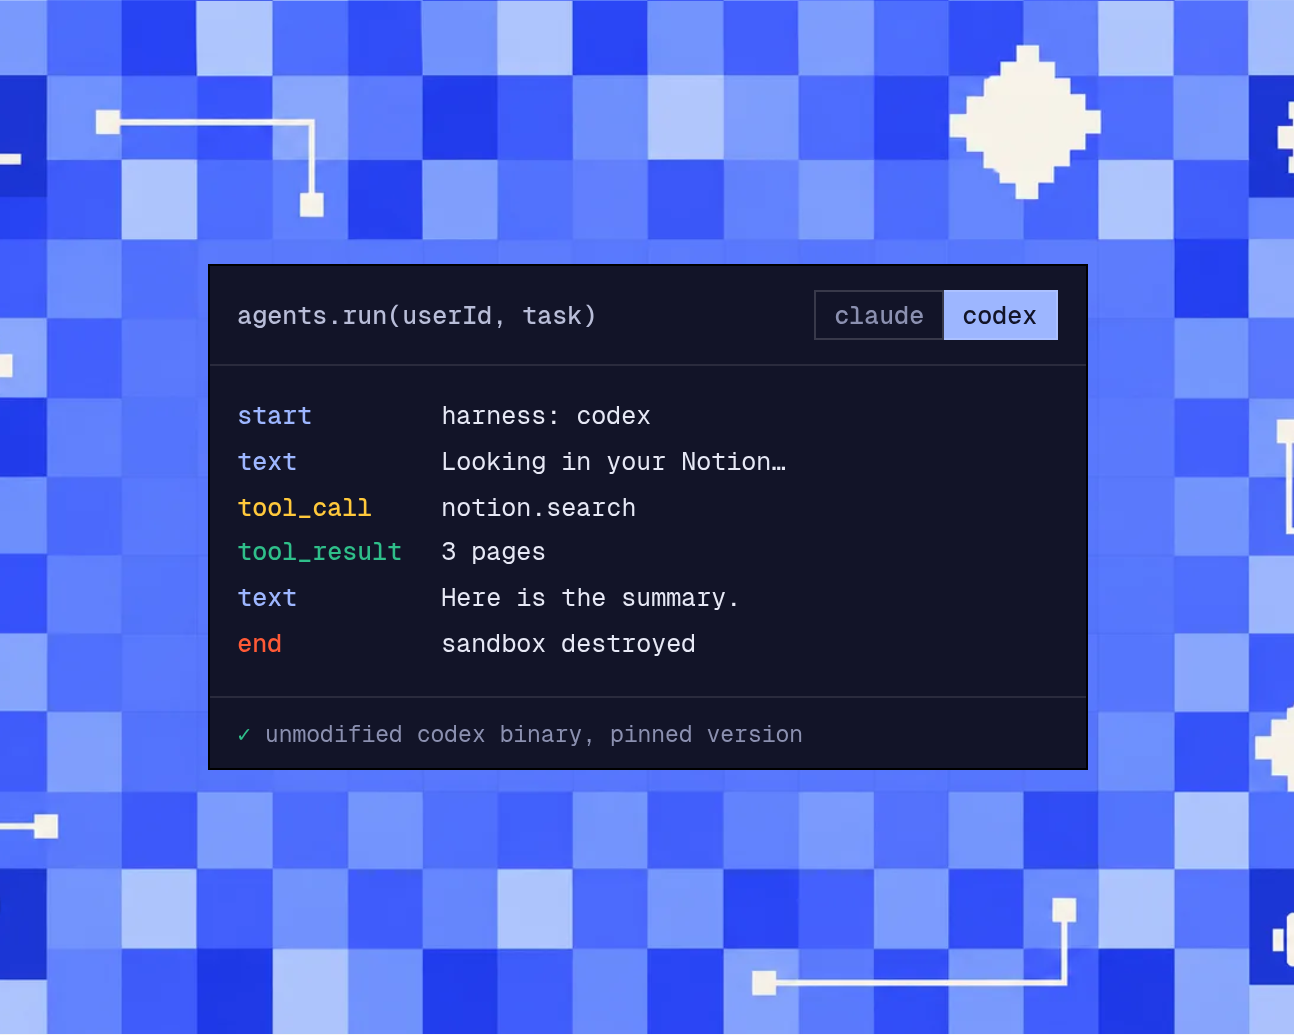 agents.run(userId, task)
claude codex
start harness: codex
text Looking in your Notion…
tool_call notion.search
tool_result 3 pages
text Here is the summary.
end sandbox destroyed
✓ unmodified codex binary, pinned version